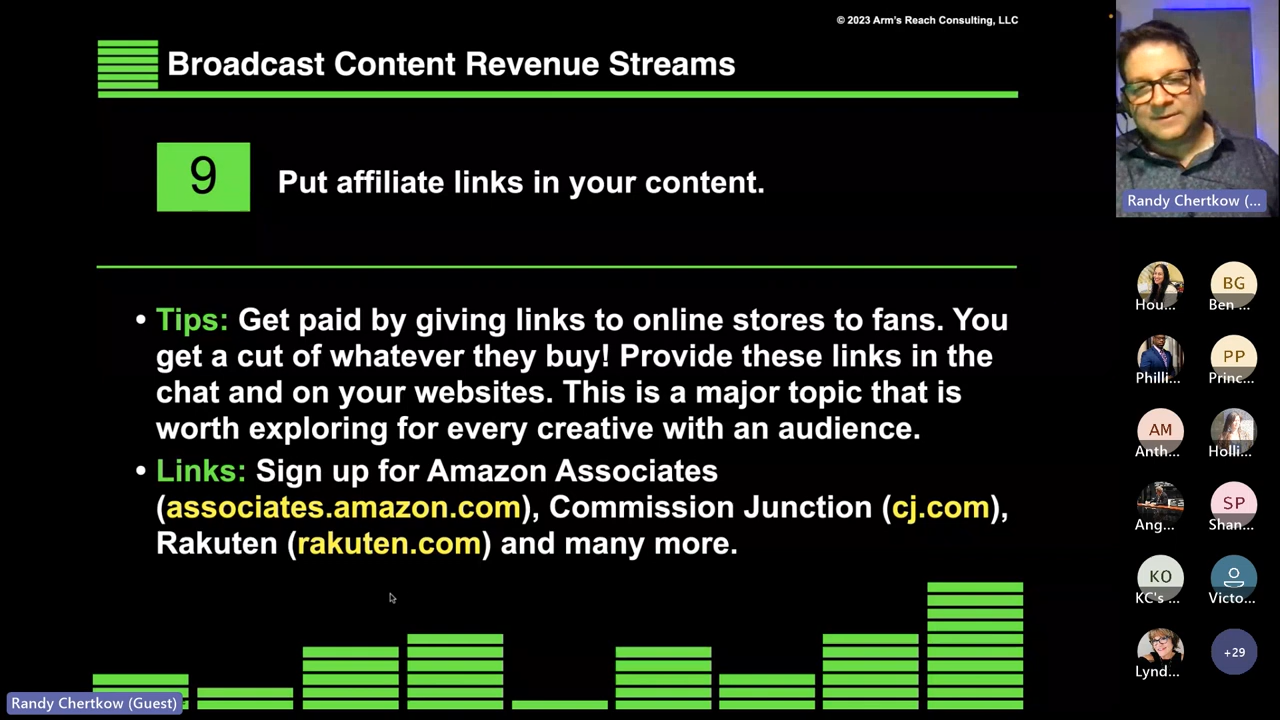 © 2023 Arm's Reach Consulting, LLC
Broadcast Content Revenue Streams
9
Put affiliate links in your content.
• Tips: Get paid by giving links to online stores to fans. You
get a cut of whatever they buy! Provide these links in the
chat and on your websites. This is a major topic that is
worth exploring for every creative with an audience.
• Links: Sign up for Amazon Associates
(associates.amazon.com), Commission Junction (cj.com),
Rakuten (rakuten.com) and many more.
Randy Chertkow (Guest)
Randy Chertkow (...
Hou...
BG
Ben ...
Philli...
PP
Princ...
AM
Anth...
Holli...
Ang...
SP
Shan...
KO
KC's ...
Victo...
Lynd...
+29